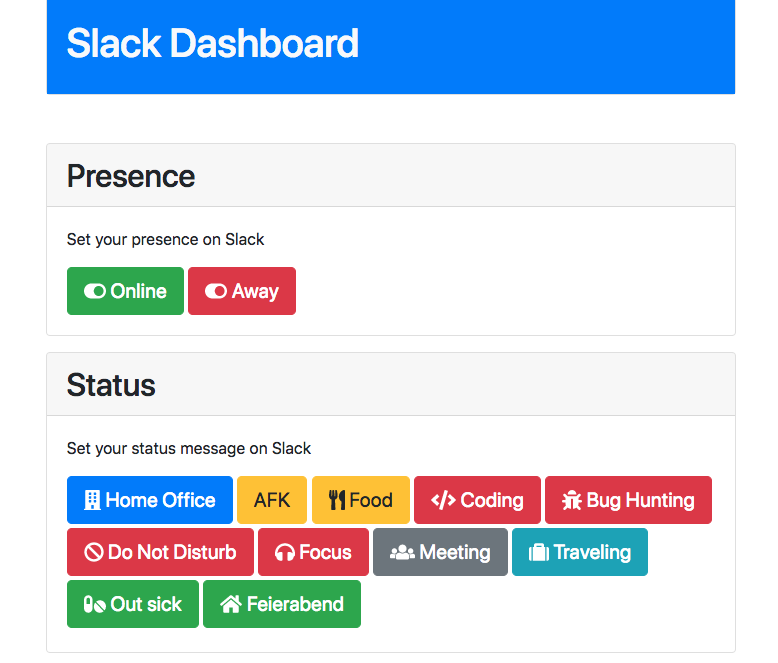 Slack Dashboard
Presence
Set your presence on Slack
Online Away
Status
Set your status message on Slack
Home Office AFK Food Coding Bug Hunting
Do Not Disturb Focus Meeting Traveling
Out sick Feierabend